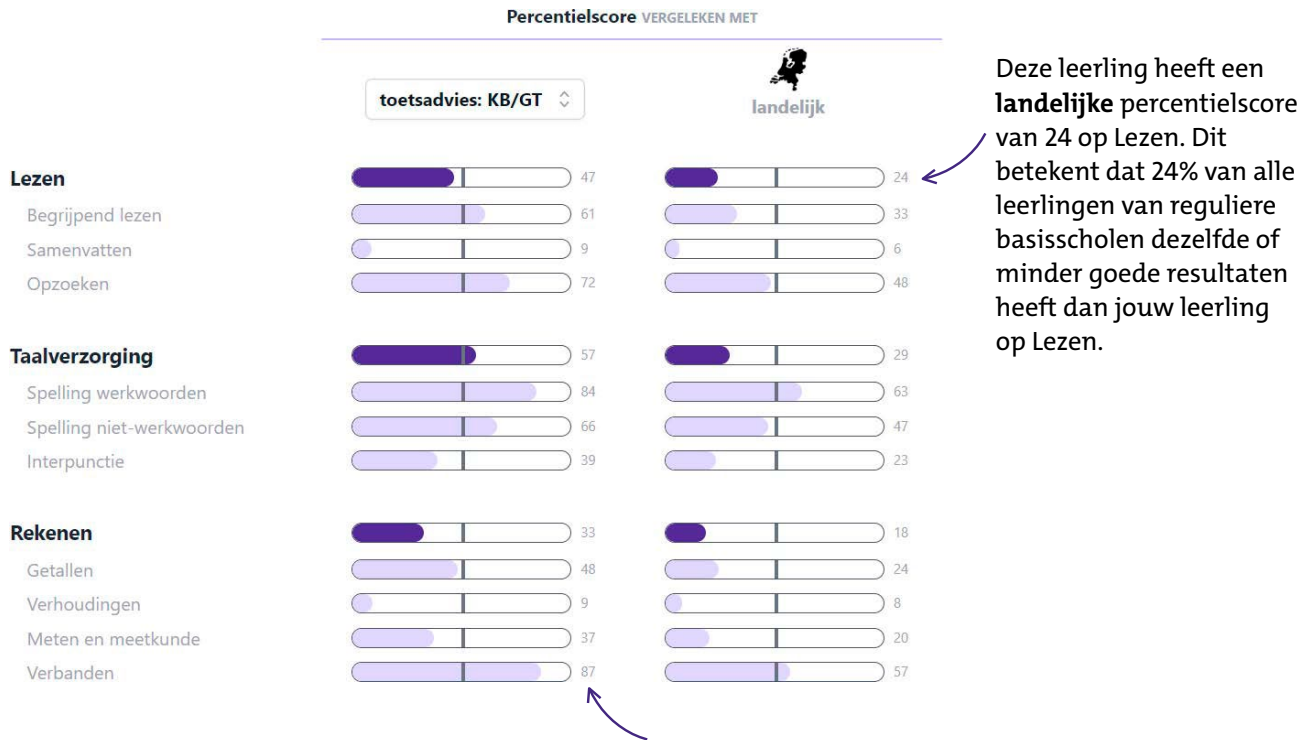 Percentielscore VERGELEKEN MET
toetsadvies: KB/GT
landelijk
Lezen 47 24
Begrijpend lezen 61 33
Samenvatten 9 6
Opzoeken 72 48
Taalverzorging 57 29
Spelling werkwoorden 84 63
Spelling niet-werkwoorden 66 47
Interpunctie 39 23
Rekenen 33 18
Getallen 48 24
Verhoudingen 9 8
Meten en meetkunde 37 20
Verbanden 87 57
Deze leerling heeft een
landelijke percentielscore
van 24 op Lezen. Dit
betekent dat 24% van alle
leerlingen van reguliere
basisscholen dezelfde of
minder goede resultaten
heeft dan jouw leerling
op Lezen.